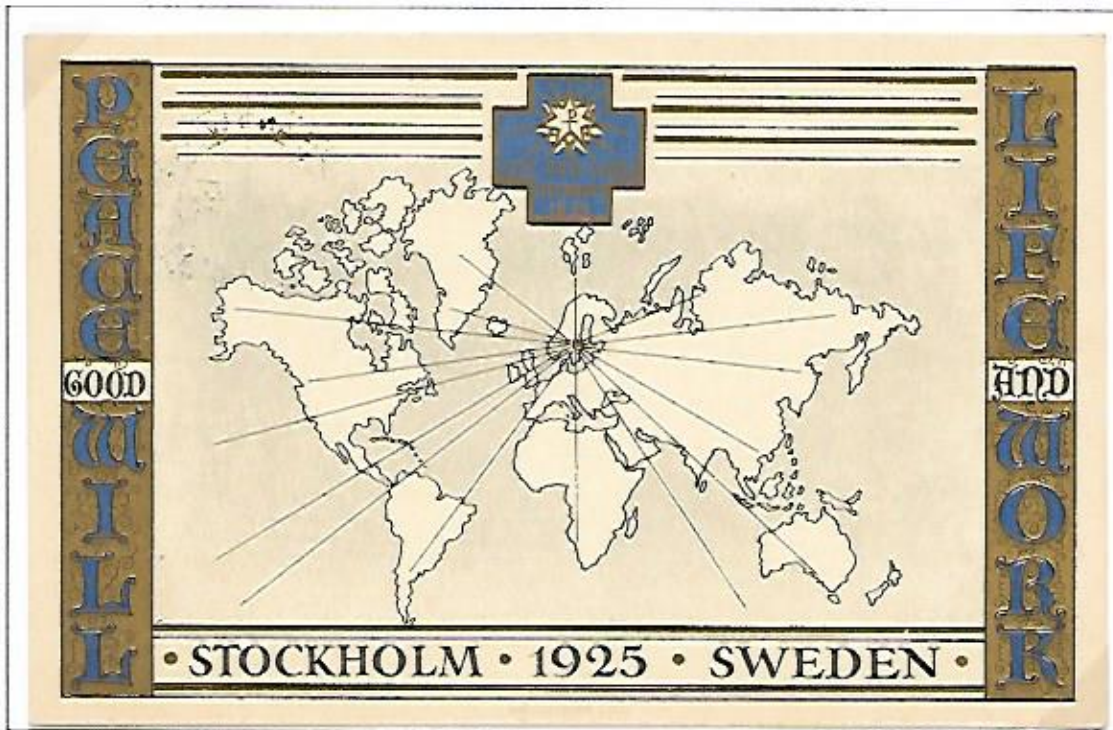 PEACE
GOOD
WILL
LIFE
AND
WORK
• STOCKHOLM • 1925 • SWEDEN •